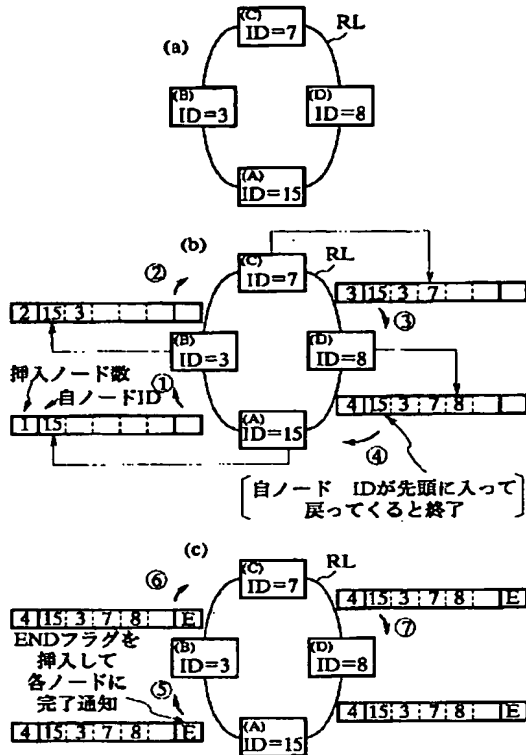 (a)
(C)
ID=7
RL
(B)
ID=3
(D)
ID=8
(A)
ID=15
(b)
(C)
ID=7
RL
②
2 15 3
3 15 3 7
③
(B)
ID=3
(D)
ID=8
挿入ノード数
自ノードID
①
1 15
4 15 3 7 8
(A)
ID=15
④
自ノード IDが先頭に入って
戻ってくると終了
(c)
(C)
ID=7
RL
⑥
4 15 3 7 8 E
4 15 3 7 8 E
⑦
ENDフラグを
挿入して
各ノードに
完了通知
(B)
ID=3
(D)
ID=8
⑤
4 15 3 7 8 E
4 15 3 7 8 E
(A)
ID=15